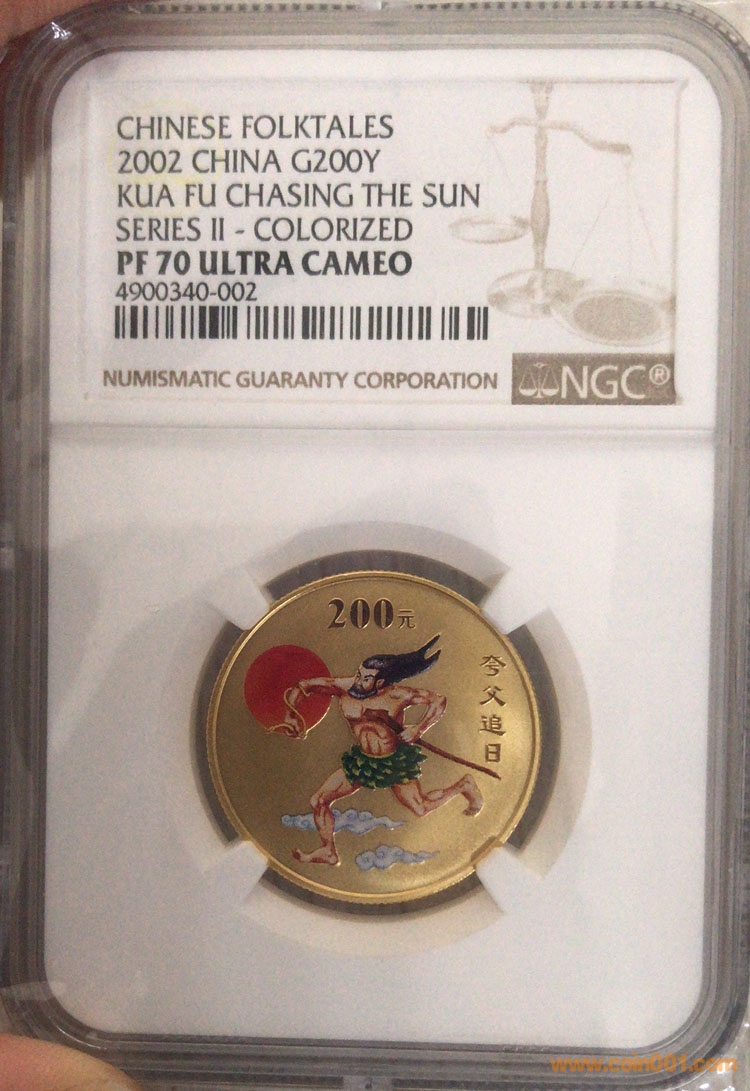 CHINESE FOLKTALES
2002 CHINA G200Y
KUA FU CHASING THE SUN
SERIES II - COLORIZED
PF 70 ULTRA CAMEO
4900340-002
NUMISMATIC GUARANTY CORPORATION
NGC®
200元
夸父追日
www.coin001.com